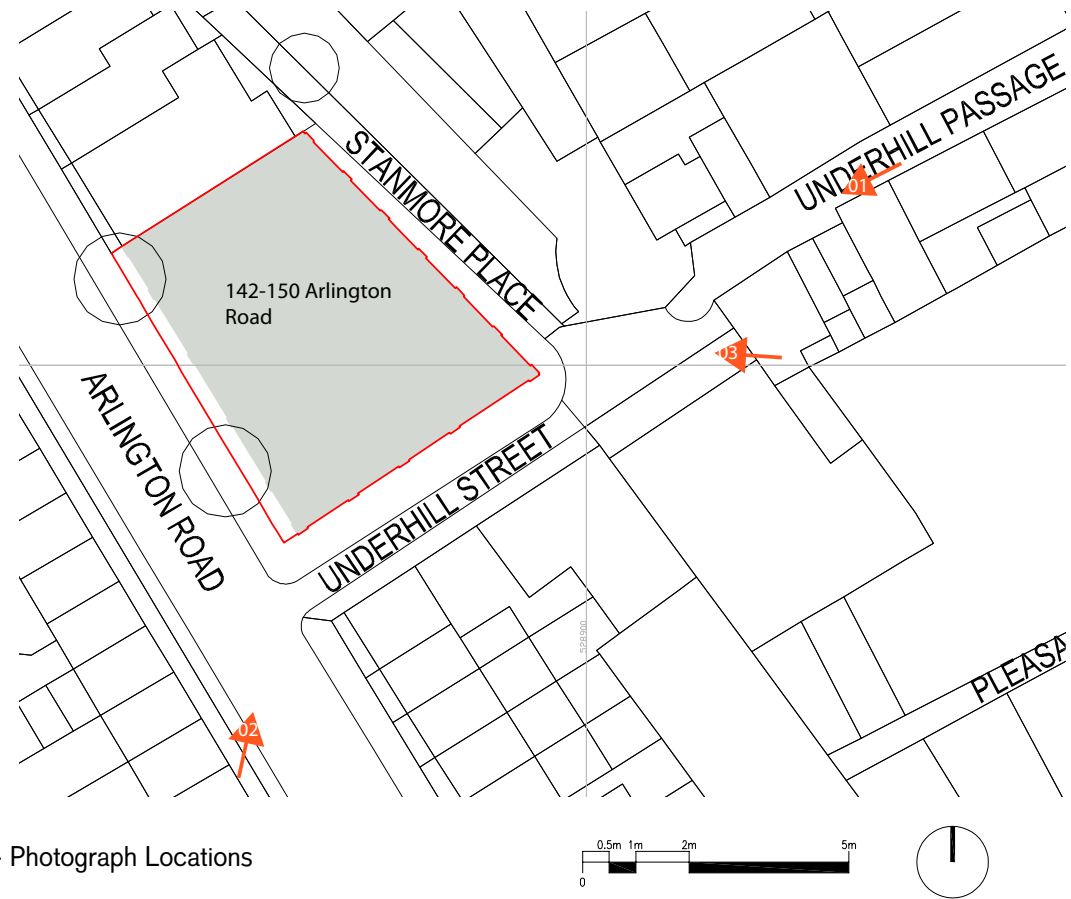 UNDERHILL PASSAGE
STANMORE PLACE
01
142-150 Arlington
Road
03
ARLINGTON ROAD
UNDERHILL STREET
528900
PLEASA
02
Photograph Locations
0.5m 1m 2m 5m
0